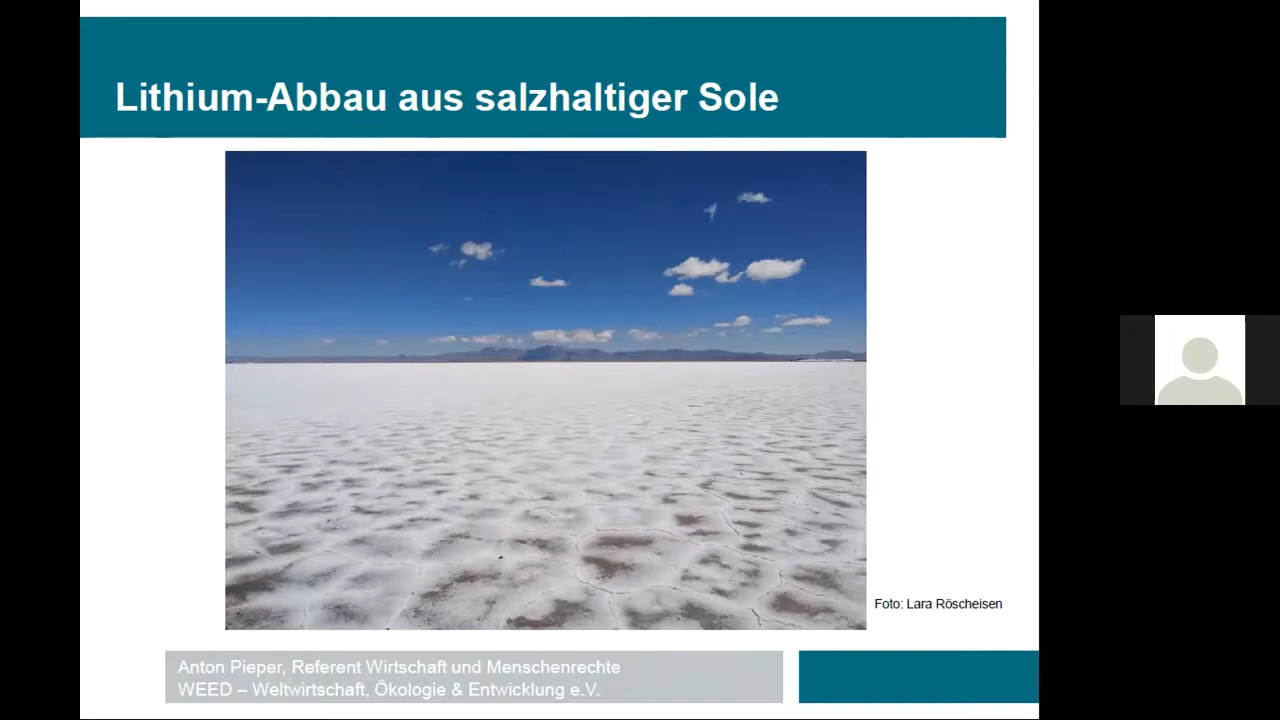 Lithium-Abbau aus salzhaltiger Sole
Foto: Lara Röscheisen
Anton Pieper, Referent Wirtschaft und Menschenrechte
WEED – Weltwirtschaft, Ökologie & Entwicklung e.V.